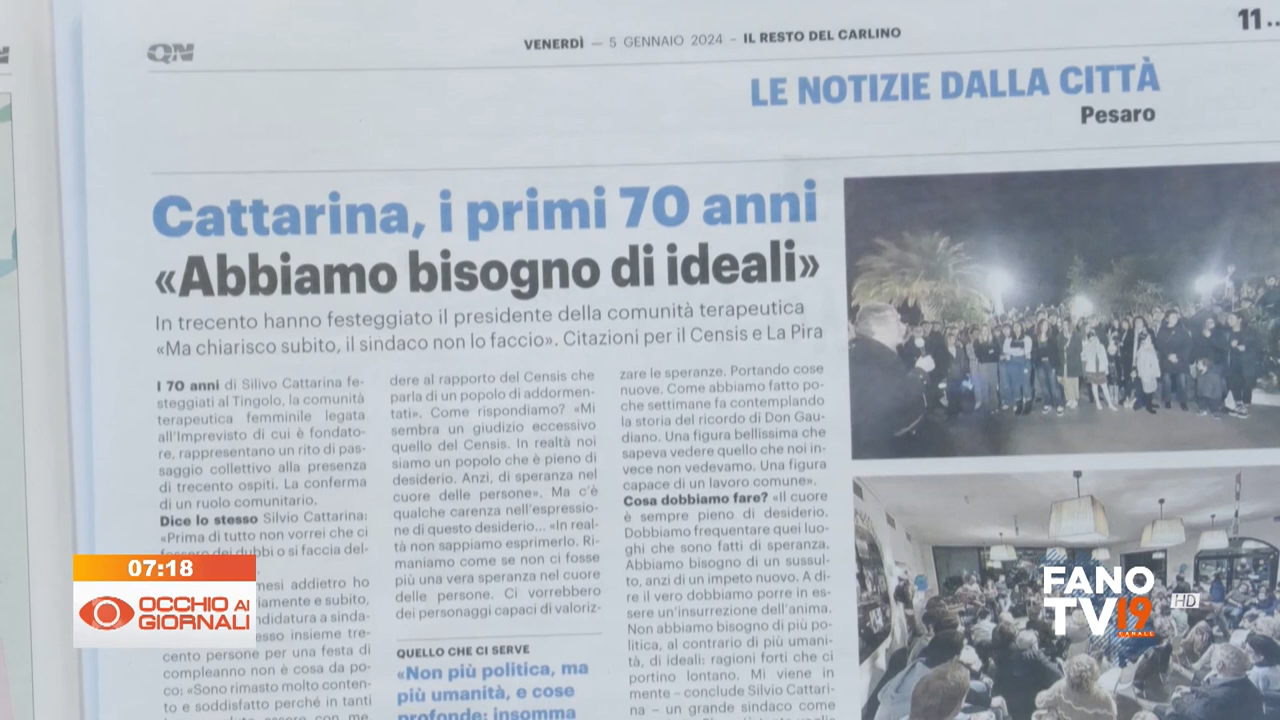 QN
VENERDÌ — 5 GENNAIO 2024 – IL RESTO DEL CARLINO
11..
LE NOTIZIE DALLA CITTÀ
Pesaro
Cattarina, i primi 70 anni
«Abbiamo bisogno di ideali»
In trecento hanno festeggiato il presidente della comunità terapeutica
«Ma chiarisco subito, il sindaco non lo faccio». Citazioni per il Censis e La Pira
I 70 anni di Silivo Cattarina fe-
steggiati al Tingolo, la comunità
terapeutica femminile legata
all'Imprevisto di cui è fondato-
re, rappresentano un rito di pas-
saggio collettivo alla presenza
di trecento ospiti. La conferma
di un ruolo comunitario.
Dice lo stesso Silvio Cattarina:
«Prima di tutto non vorrei che ci
fossero dei dubbi o si faccia del-
mesi addietro ho
iamente e subito,
didatura a sinda-
esso insieme tre-
cento persone per una festa di
compleanno non è cosa da po-
co: «Sono rimasto molto conten-
to e soddisfatto perché in tanti
dere al rapporto del Censis che
parla di un popolo di addormen-
tati». Come rispondiamo? «Mi
sembra un giudizio eccessivo
quello del Censis. In realtà noi
siamo un popolo che è pieno di
desiderio. Anzi, di speranza nel
cuore delle persone». Ma c'è
qualche carenza nell'espressio-
ne di questo desiderio... «In real-
tà non sappiamo esprimerlo. Ri-
maniamo come se non ci fosse
più una vera speranza nel cuore
delle persone. Ci vorrebbero
dei personaggi capaci di valoriz-
QUELLO CHE CI SERVE
«Non più politica, ma
più umanità, e cose
profonde: insomma
zare le speranze. Portando cose
nuove. Come abbiamo fatto po-
che settimane fa contemplando
la storia del ricordo di Don Gau-
diano. Una figura bellissima che
sapeva vedere quello che noi in-
vece non vedevamo. Una figura
capace di un lavoro comune».
Cosa dobbiamo fare? «Il cuore
è sempre pieno di desiderio.
Dobbiamo frequentare quei luo-
ghi che sono fatti di speranza.
Abbiamo bisogno di un sussul-
to, anzi di un impeto nuovo. A di-
re il vero dobbiamo porre in es-
sere un'insurrezione dell'anima.
Non abbiamo bisogno di più po-
litica, al contrario di più umani-
tà, di ideali: ragioni forti che ci
portino lontano. Mi viene in
mente – conclude Silvio Cattari-
na – un grande sindaco come
07:18
OCCHIO AI
GIORNALI
FANO
TV19
CANALE
HD